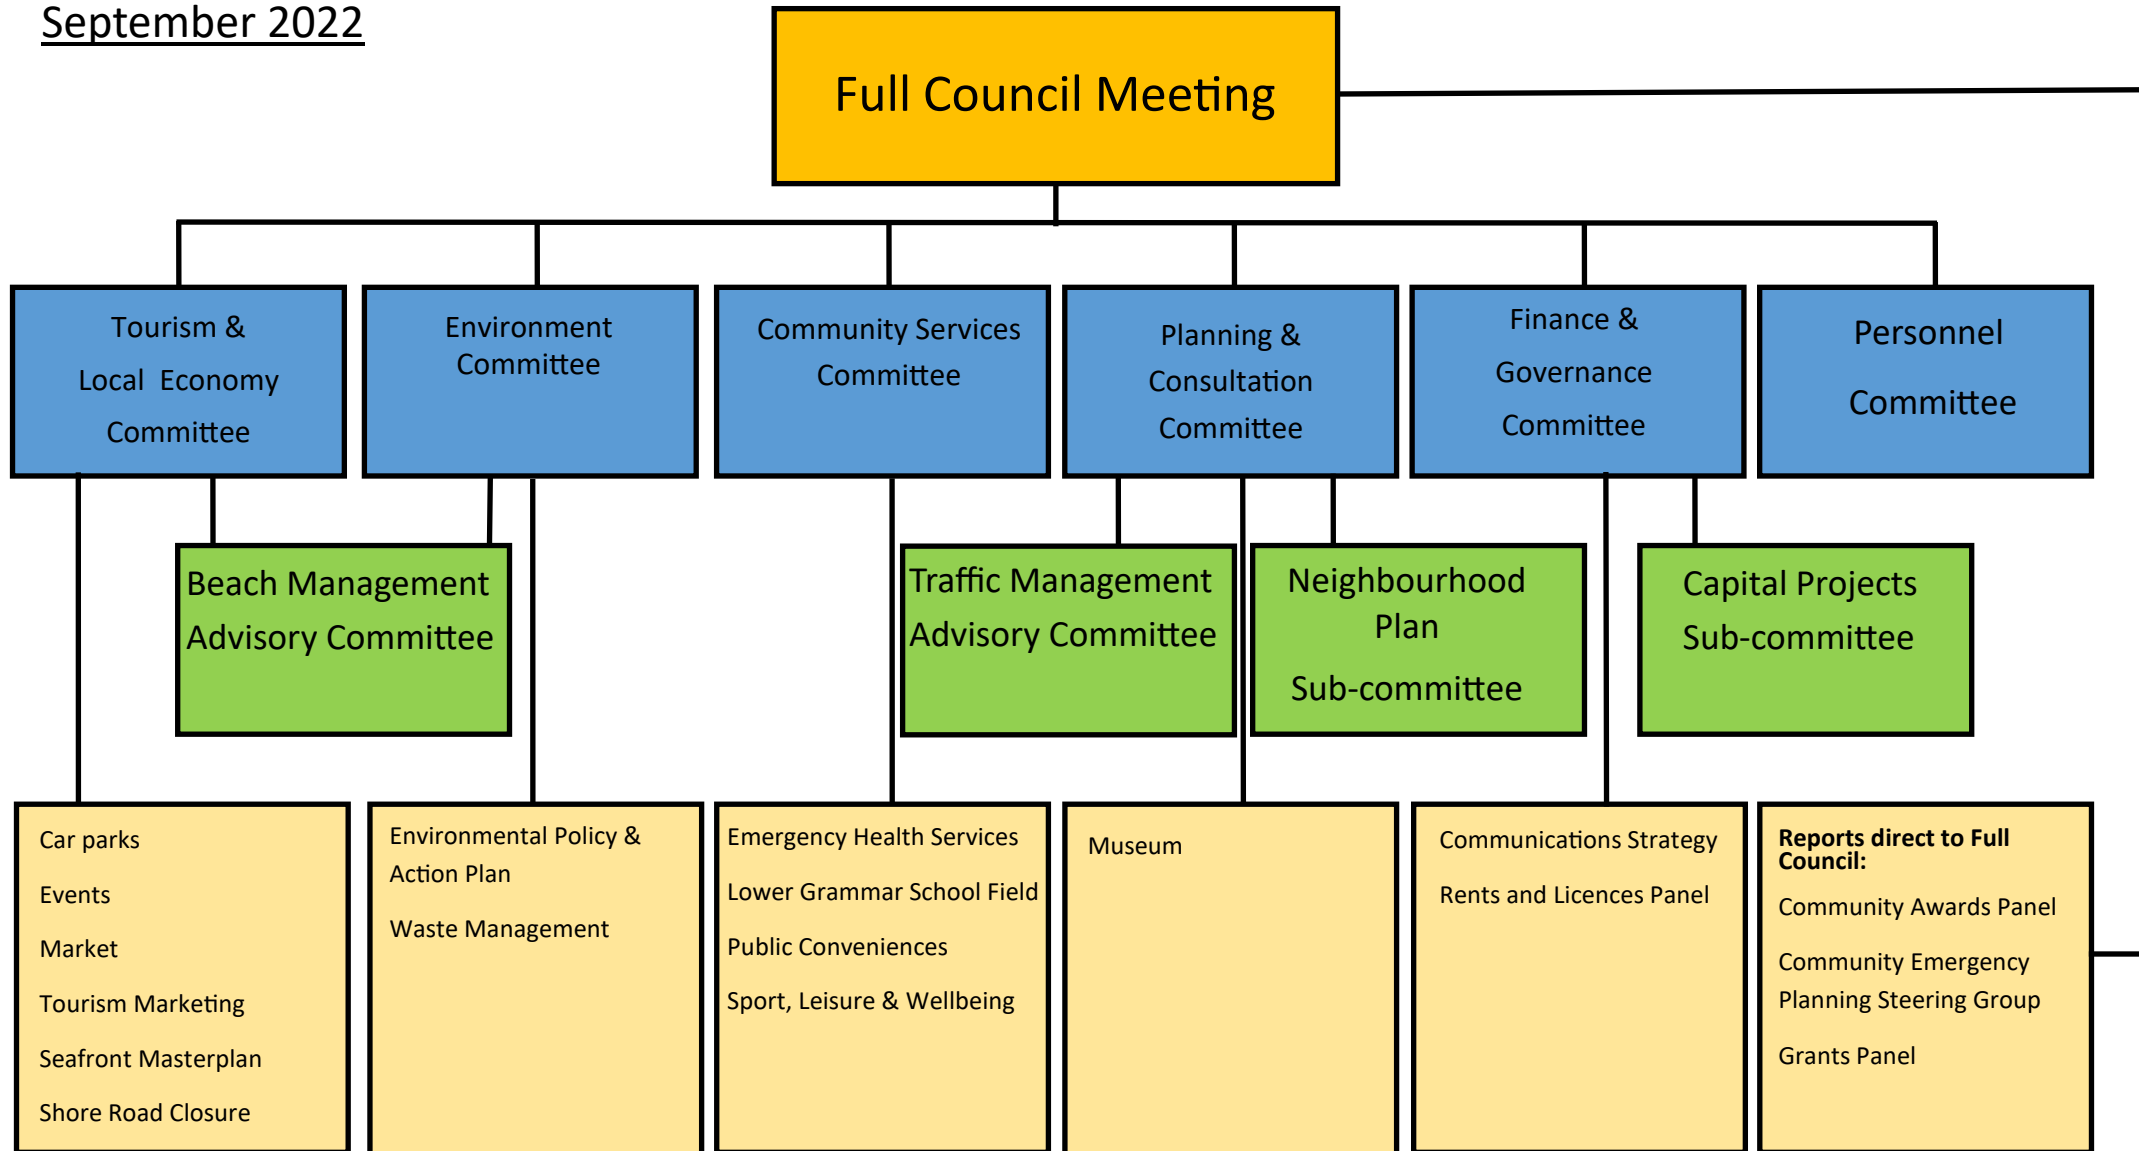 September 2022
Full Council Meeting
Tourism &
Local Economy
Committee
Environment
Committee
Community Services
Committee
Planning &
Consultation
Committee
Finance &
Governance
Committee
Personnel
Committee
Beach Management
Advisory Committee
Traffic Management
Advisory Committee
Neighbourhood
Plan
Sub-committee
Capital Projects
Sub-committee
Car parks
Events
Market
Tourism Marketing
Seafront Masterplan
Shore Road Closure
Environmental Policy &
Action Plan
Waste Management
Emergency Health Services
Lower Grammar School Field
Public Conveniences
Sport, Leisure & Wellbeing
Museum
Communications Strategy
Rents and Licences Panel
Reports direct to Full
Council:
Community Awards Panel
Community Emergency
Planning Steering Group
Grants Panel